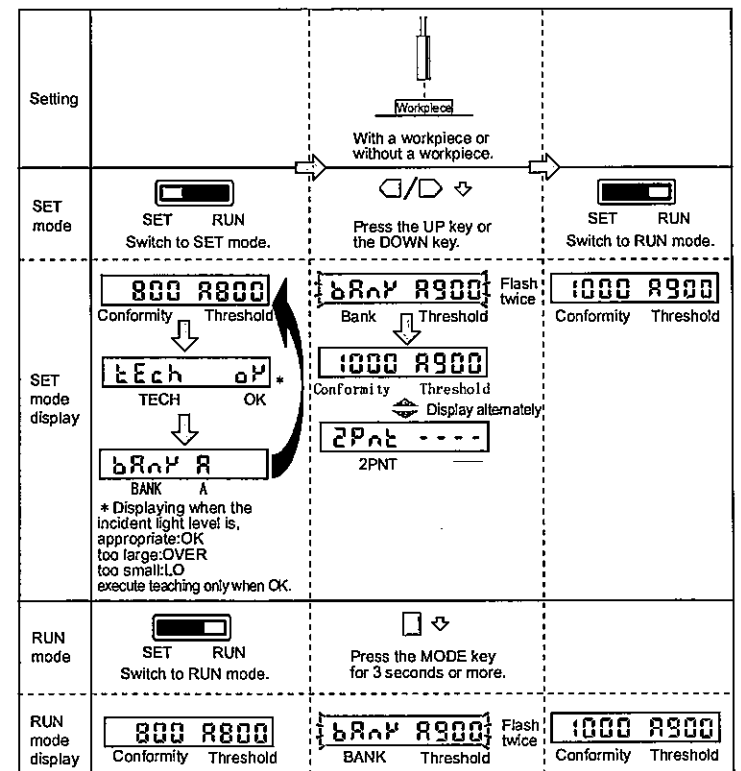 Setting
Workpiece
With a workpiece or
without a workpiece.
SET
mode
SET RUN
Switch to SET mode.
Press the UP key or
the DOWN key.
SET RUN
Switch to RUN mode.
SET
mode
display
800 A800
Conformity Threshold
tEch oK *
TECH OK
bAnK A
BANK A
* Displaying when the
incident light level is,
appropriate:OK
too large:OVER
too small:LO
execute teaching only when OK.
bAnK A900 Flash
twice
Bank Threshold
1000 A900
Conformity Threshold
Display alternately
2Pnt ----
2PNT
1000 A900
Conformity Threshold
RUN
mode
SET RUN
Switch to RUN mode.
Press the MODE key
for 3 seconds or more.
RUN
mode
display
800 A800
Conformity Threshold
bAnK A900 Flash
twice
BANK Threshold
1000 A900
Conformity Threshold